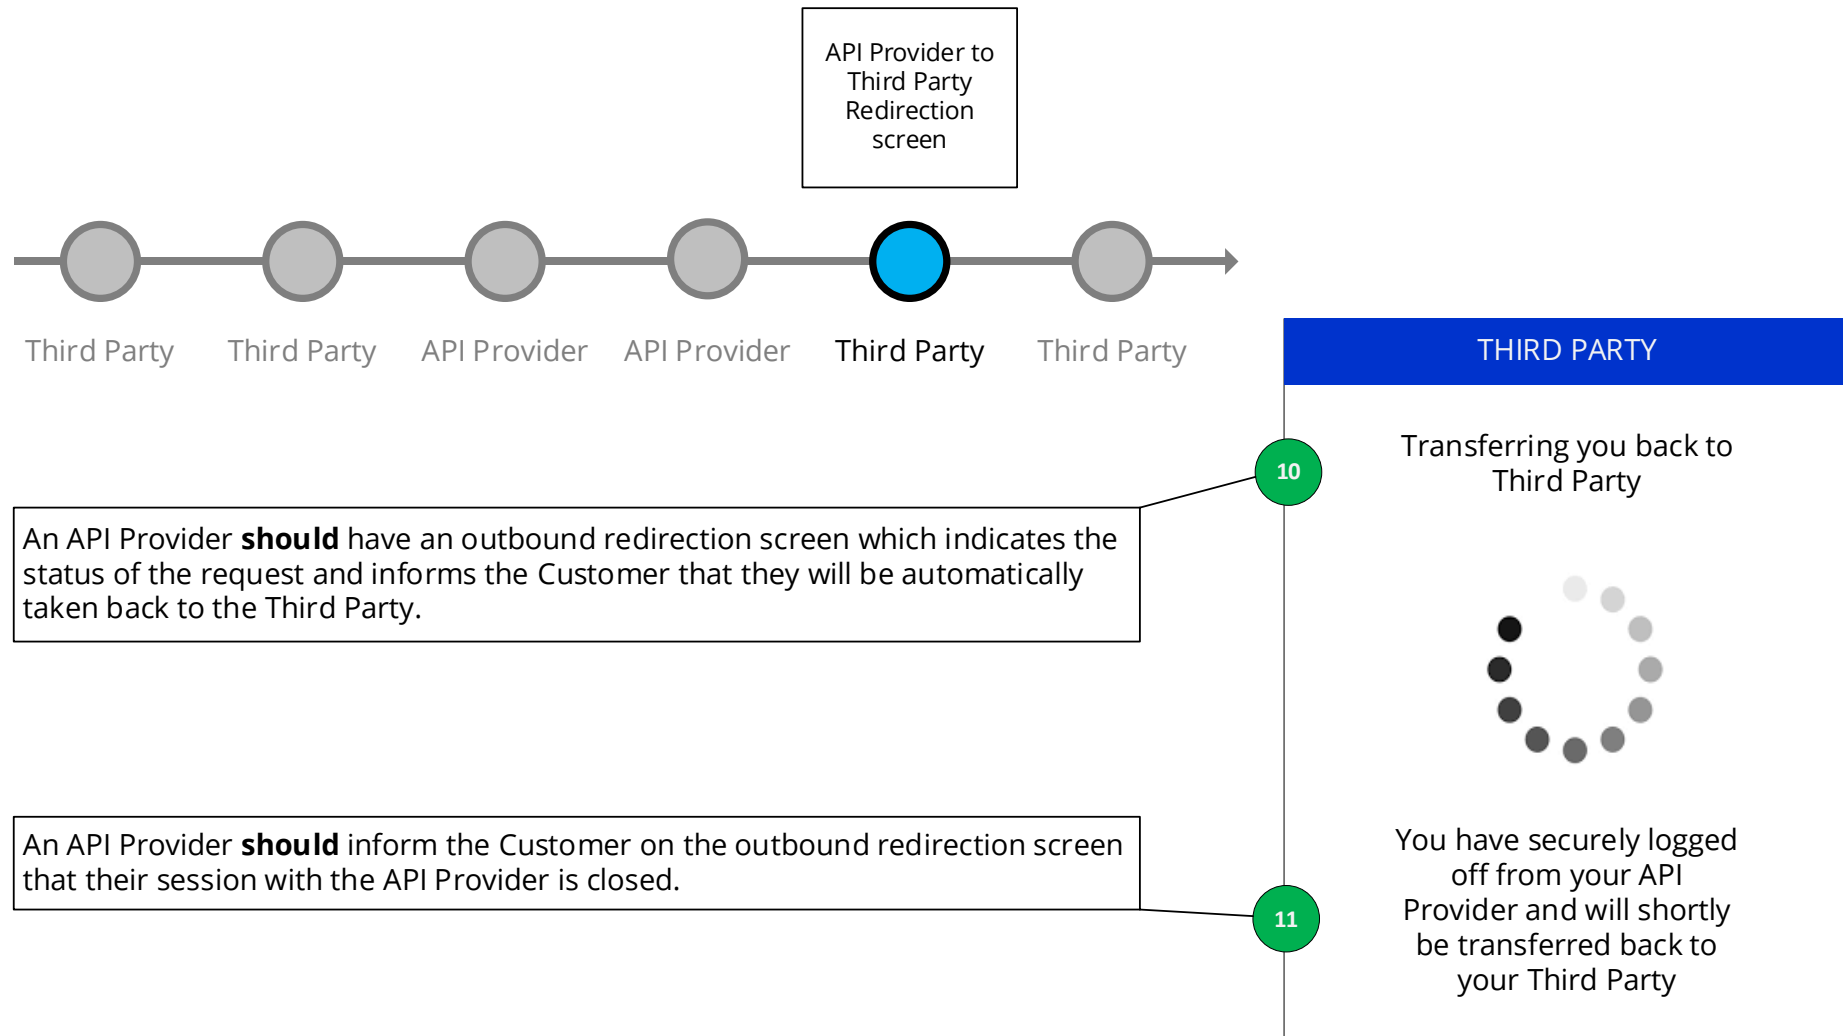 API Provider to
Third Party
Redirection
screen
Third Party
Third Party
API Provider
API Provider
Third Party
Third Party
THIRD PARTY
10
Transferring you back to
Third Party
An API Provider should have an outbound redirection screen which indicates the
status of the request and informs the Customer that they will be automatically
taken back to the Third Party.
An API Provider should inform the Customer on the outbound redirection screen
that their session with the API Provider is closed.
11
You have securely logged
off from your API
Provider and will shortly
be transferred back to
your Third Party